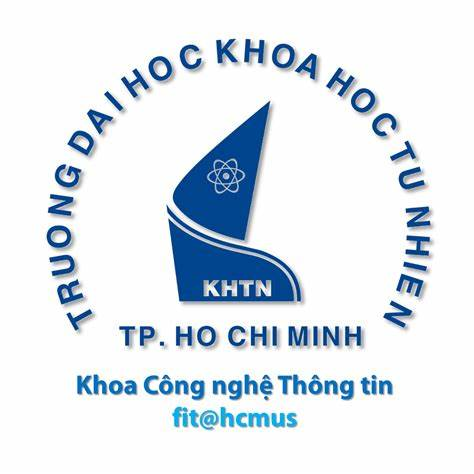 TRUONG DAI HOC KHOA HOC TU NHIEN
KHTN
TP. HO CHI MINH
Khoa Công nghệ Thông tin
fit@hcmus